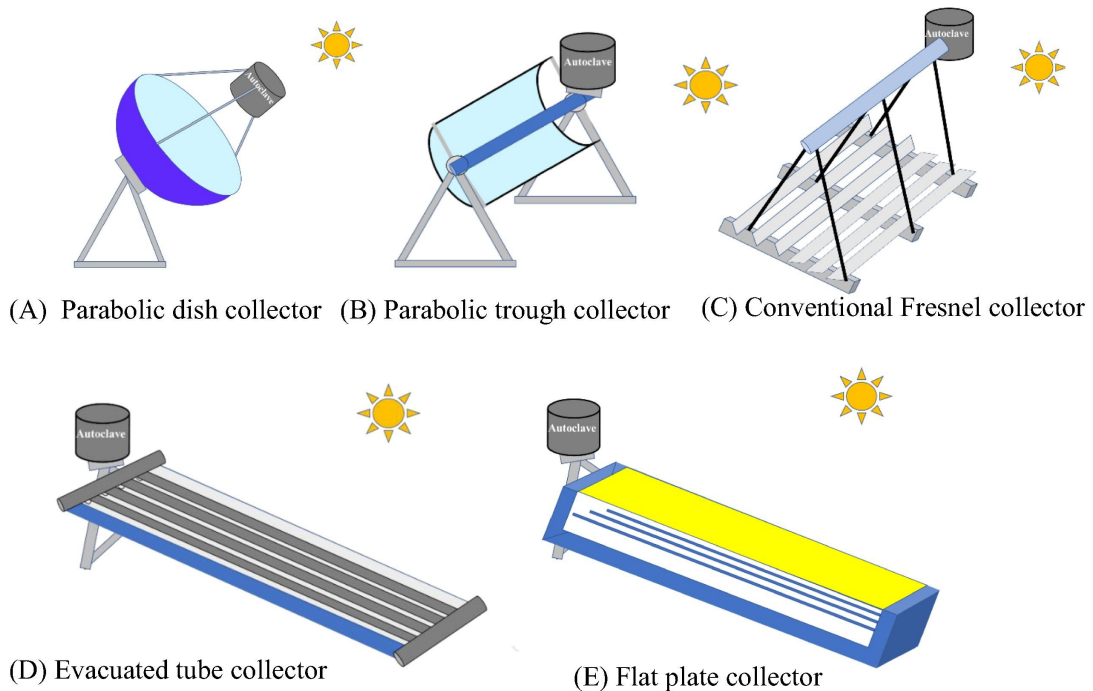 Autoclave
Autoclave
Autoclave
(A) Parabolic dish collector
(B) Parabolic trough collector
(C) Conventional Fresnel collector
Autoclave
Autoclave
(D) Evacuated tube collector
(E) Flat plate collector